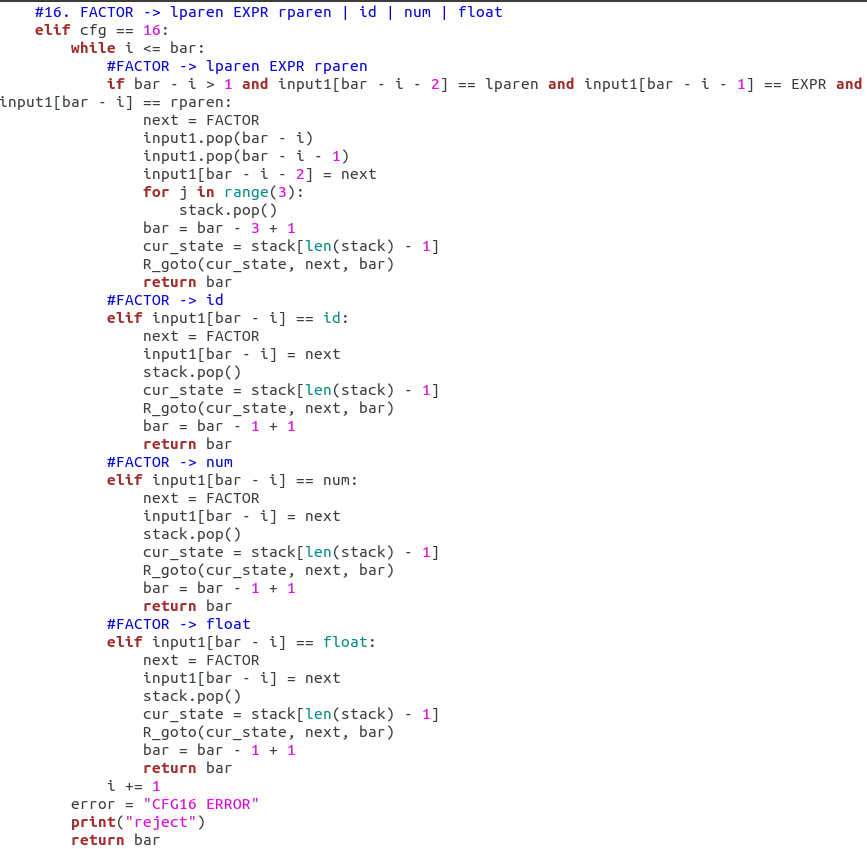 #16. FACTOR -> lparen EXPR rparen | id | num | float
    elif cfg == 16:
        while i <= bar:
            #FACTOR -> lparen EXPR rparen
            if bar - i > 1 and input1[bar - i - 2] == lparen and input1[bar - i - 1] == EXPR and
input1[bar - i] == rparen:
                next = FACTOR
                input1.pop(bar - i)
                input1.pop(bar - i - 1)
                input1[bar - i - 2] = next
                for j in range(3):
                    stack.pop()
                bar = bar - 3 + 1
                cur_state = stack[len(stack) - 1]
                R_goto(cur_state, next, bar)
                return bar
            #FACTOR -> id
            elif input1[bar - i] == id:
                next = FACTOR
                input1[bar - i] = next
                stack.pop()
                cur_state = stack[len(stack) - 1]
                R_goto(cur_state, next, bar)
                bar = bar - 1 + 1
                return bar
            #FACTOR -> num
            elif input1[bar - i] == num:
                next = FACTOR
                input1[bar - i] = next
                stack.pop()
                cur_state = stack[len(stack) - 1]
                R_goto(cur_state, next, bar)
                bar = bar - 1 + 1
                return bar
            #FACTOR -> float
            elif input1[bar - i] == float:
                next = FACTOR
                input1[bar - i] = next
                stack.pop()
                cur_state = stack[len(stack) - 1]
                R_goto(cur_state, next, bar)
                bar = bar - 1 + 1
                return bar
            i += 1
        error = "CFG16 ERROR"
        print("reject")
        return bar